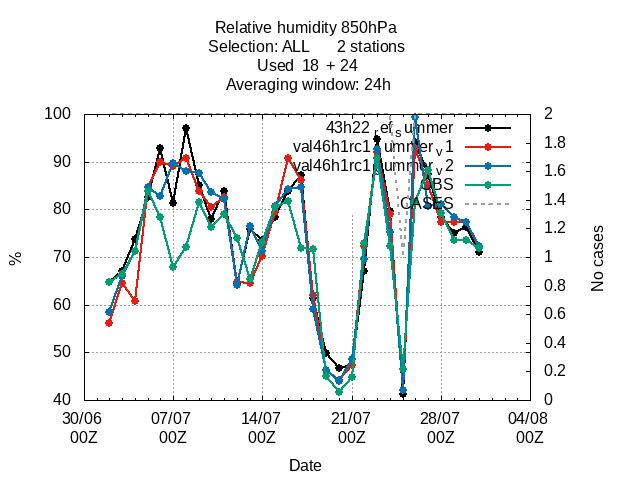 Relative humidity 850hPa
Selection: ALL 2 stations
Used 18 + 24
Averaging window: 24h
43h22_ref_summer
val46h1rc1_summer_v1
val46h1rc1_summer_v2
OBS
CASES
100
90
80
70
60
50
40
%
2
1.8
1.6
1.4
1.2
1
0.8
0.6
0.4
0.2
0
No cases
30/06 07/07 14/07 21/07 28/07 04/08
00Z 00Z 00Z 00Z 00Z 00Z
Date